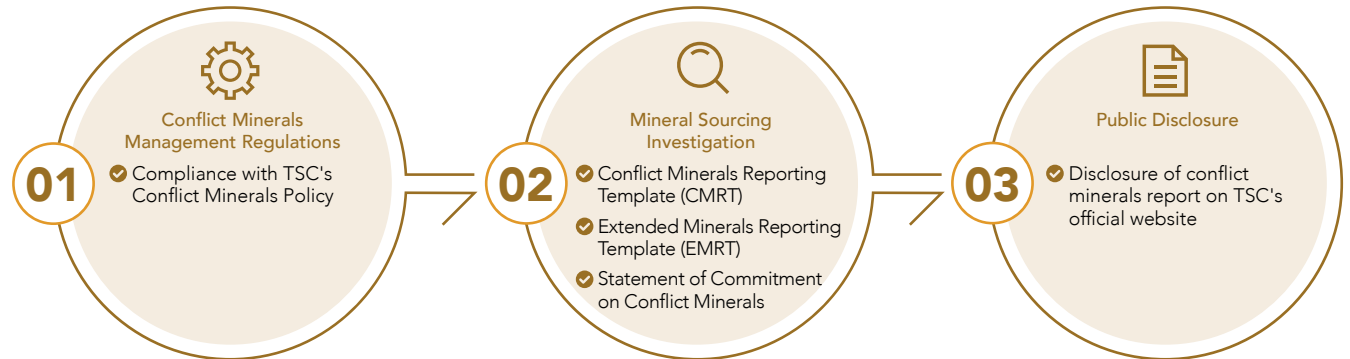 01
Conflict Minerals
Management Regulations
Compliance with TSC's
Conflict Minerals Policy
02
Mineral Sourcing
Investigation
Conflict Minerals Reporting
Template (CMRT)
Extended Minerals Reporting
Template (EMRT)
Statement of Commitment
on Conflict Minerals
03
Public Disclosure
Disclosure of conflict
minerals report on TSC's
official website